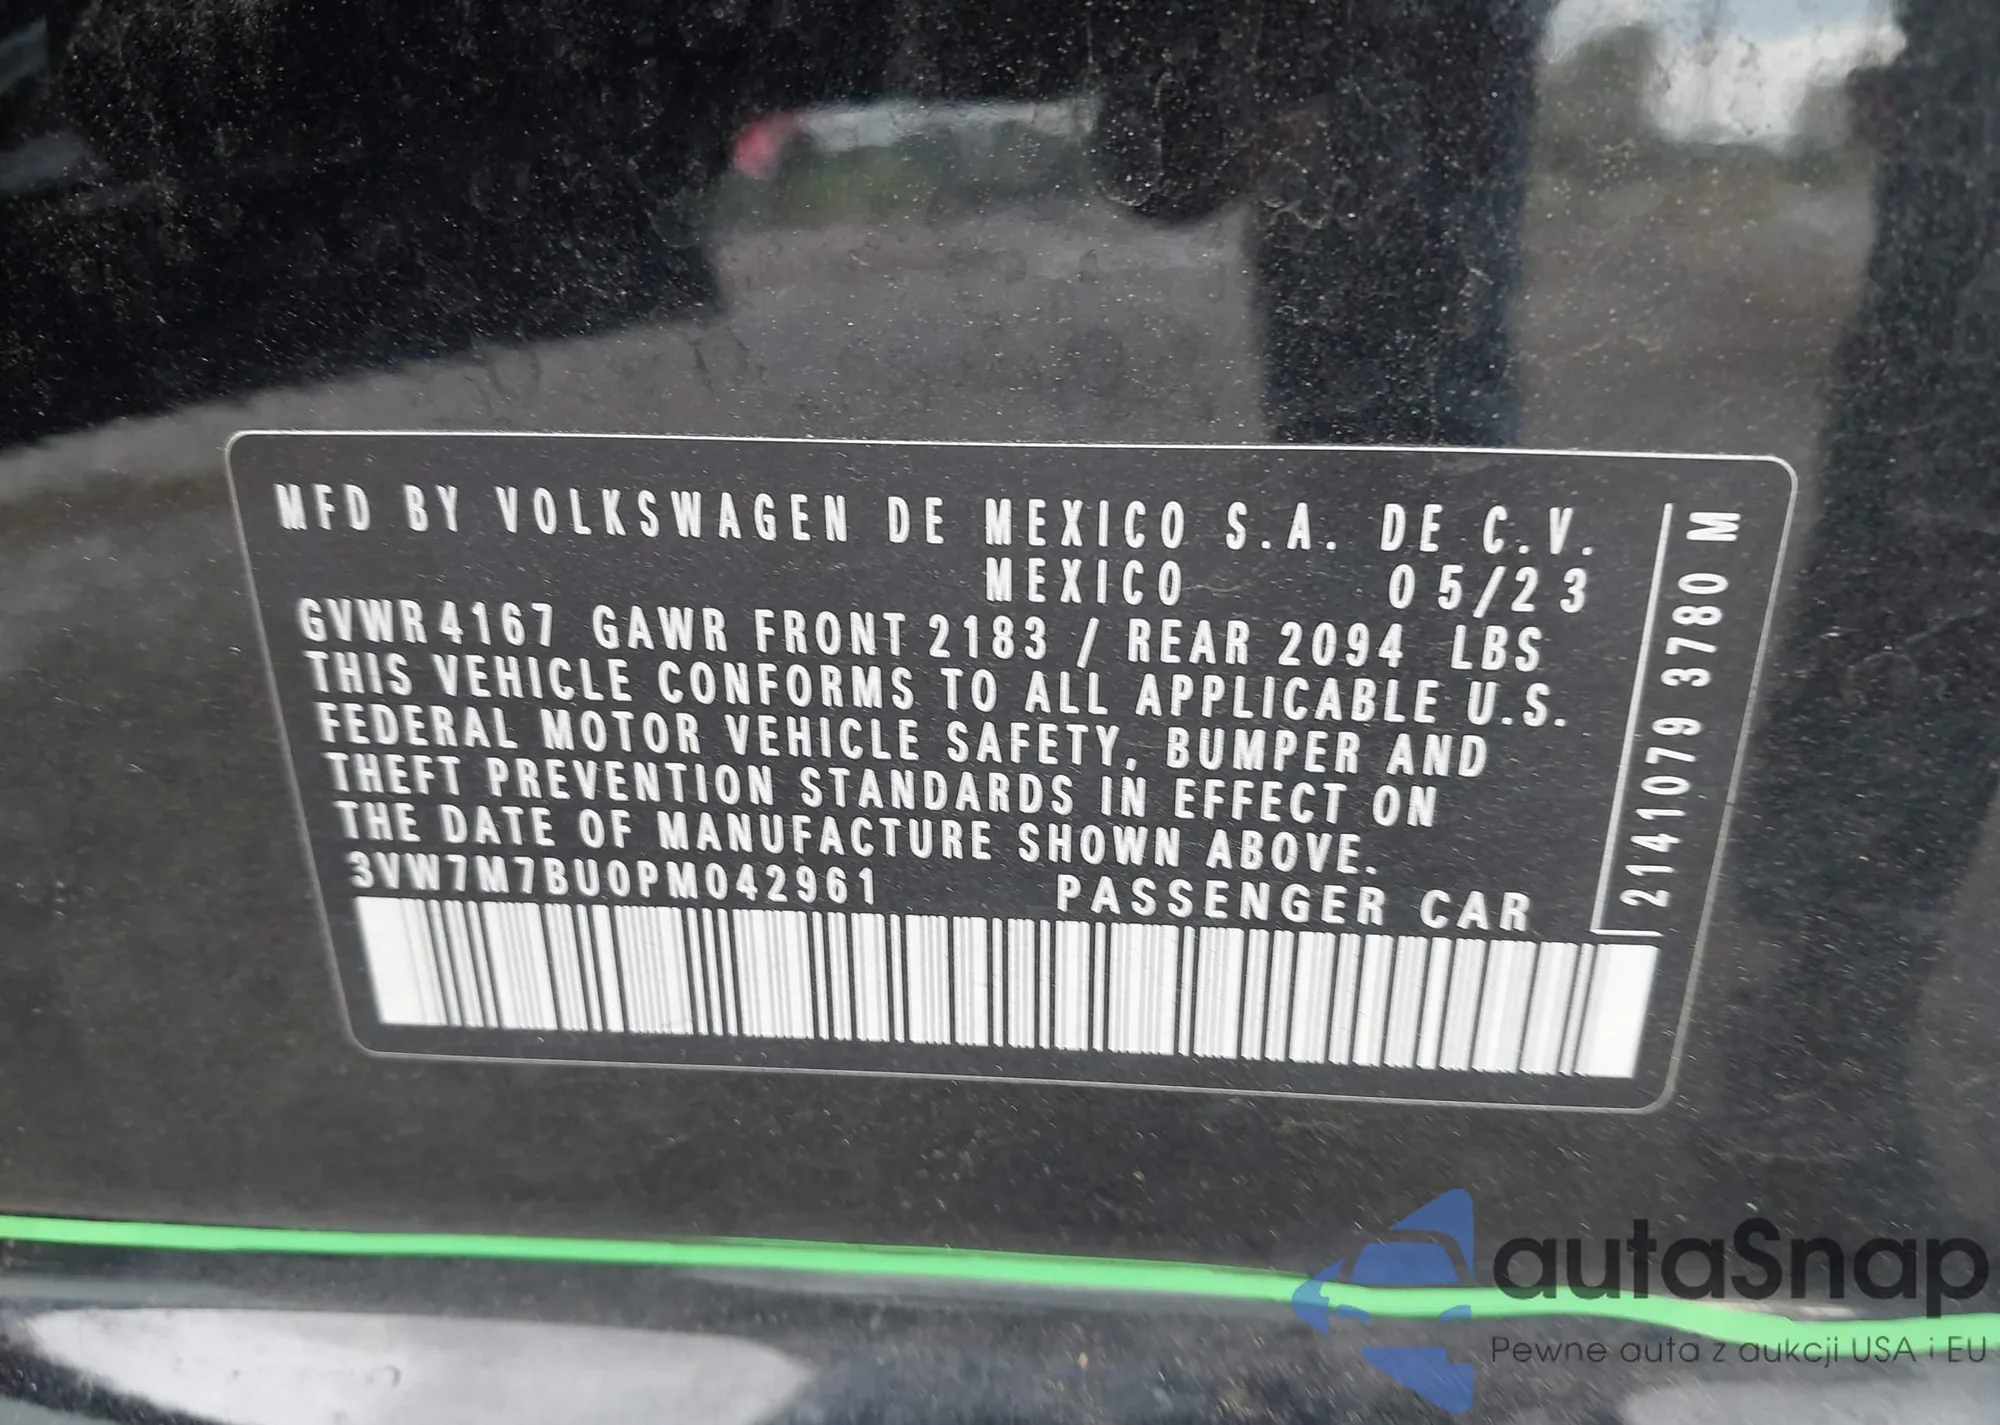 MFD BY VOLKSWAGEN DE MEXICO S.A. DE C.V.
MEXICO 05/23
GVWR 4167 GAWR FRONT 2183 / REAR 2094 LBS
THIS VEHICLE CONFORMS TO ALL APPLICABLE U.S.
FEDERAL MOTOR VEHICLE SAFETY, BUMPER AND
THEFT PREVENTION STANDARDS IN EFFECT ON
THE DATE OF MANUFACTURE SHOWN ABOVE.
3VW7M7BU0PM042961 PASSENGER CAR
2141079 3780 M
autaSnap
Pewne auta z aukcji USA i EU